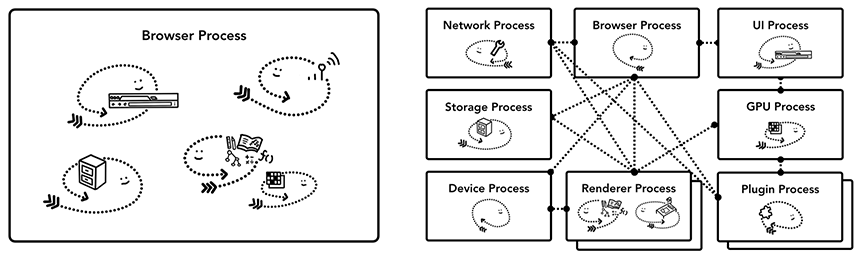 Browser Process
f()
Network Process
Browser Process
UI Process
Storage Process
GPU Process
Device Process
Renderer Process
Plugin Process
f()